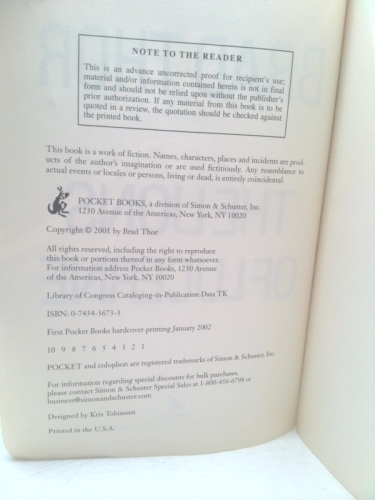 NOTE TO THE READER
This is an advance uncorrected proof for recipient's use;
material and/or information contained herein is not in final
form and should not be relied upon without the publisher's
prior authorization. If any material from this book is to be
quoted in a review, the quotation should be checked against
the printed book.
This book is a work of fiction. Names, characters, places and incidents are prod-
ucts of the author's imagination or are used fictitiously. Any resemblance to
actual events or locales or persons, living or dead, is entirely coincidental.
POCKET BOOKS, a division of Simon & Schuster, Inc.
1230 Avenue of the Americas, New York, NY 10020
Copyright © 2001 by Brad Thor
All rights reserved, including the right to reproduce
this book or portions thereof in any form whatsoever.
For information address Pocket Books, 1230 Avenue
of the Americas, New York, NY 10020
Library of Congress Cataloging-in-Publication Data TK
ISBN: 0-7434-3673-3
First Pocket Books hardcover printing January 2002
10 9 8 7 6 5 4 3 2 1
POCKET and colophon are registered trademarks of Simon & Schuster, Inc.
For information regarding special discounts for bulk purchases,
please contact Simon & Schuster Special Sales at 1-800-456-6798 or
business@simonandschuster.com
Designed by Kris Tobiassen
Printed in the U.S.A.